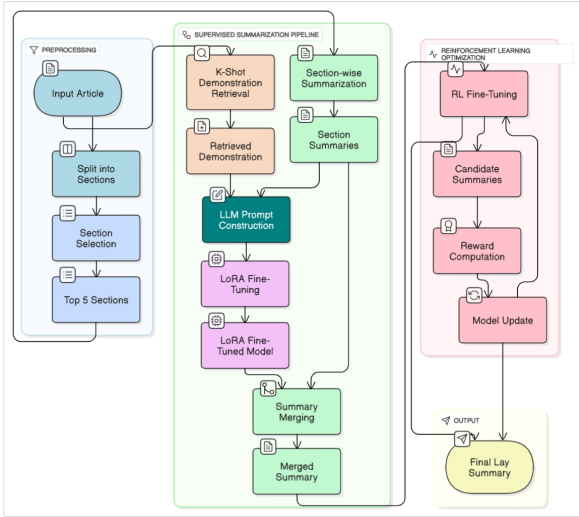 PREPROCESSING
Input Article
Split into
Sections
Section
Selection
Top 5 Sections
SUPERVISED SUMMARIZATION PIPELINE
K-Shot
Demonstration
Retrieval
Section-wise
Summarization
Retrieved
Demonstration
Section
Summaries
LLM Prompt
Construction
LoRA Fine-
Tuning
LoRA Fine-
Tuned Model
Summary
Merging
Merged
Summary
REINFORCEMENT LEARNING
OPTIMIZATION
RL Fine-Tuning
Candidate
Summaries
Reward
Computation
Model Update
OUTPUT
Final Lay
Summary